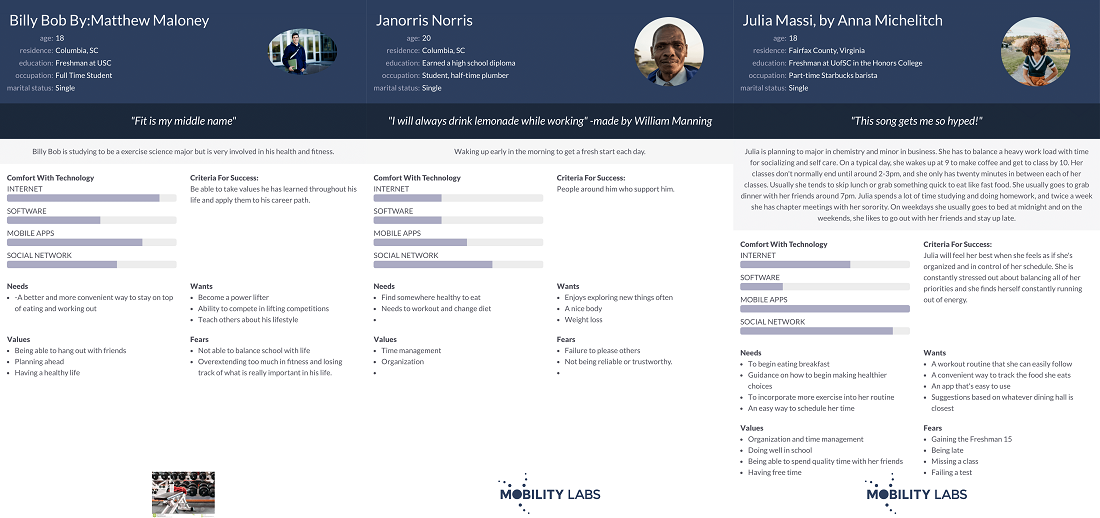 Billy Bob By:Matthew Maloney
age: 18
residence: Columbia, SC
education: Freshman at USC
occupation: Full Time Student
marital status: Single
"Fit is my middle name"
Billy Bob is studying to be a exercise science major but is very involved in his health and fitness.
Comfort With Technology
INTERNET
SOFTWARE
MOBILE APPS
SOCIAL NETWORK
Criteria For Success:
Be able to take values he has learned throughout his
life and apply them to his career path.
Needs
• -A better and more convenient way to stay on top
of eating and working out
Wants
• Become a power lifter
• Ability to compete in lifting competitions
• Teach others about his lifestyle
Values
• Being able to hang out with friends
• Planning ahead
• Having a healthy life
Fears
• Not able to balance school with life
• Overextending too much in fitness and losing
track of what is really important in his life.
Janorris Norris
age: 20
residence: Columbia, SC
education: Earned a high school diploma
occupation: Student, half-time plumber
marital status: Single
"I will always drink lemonade while working" -made by William Manning
Waking up early in the morning to get a fresh start each day.
Comfort With Technology
INTERNET
SOFTWARE
MOBILE APPS
SOCIAL NETWORK
Criteria For Success:
People around him who support him.
Needs
• Find somewhere healthy to eat
• Needs to workout and change diet
•
Wants
• Enjoys exploring new things often
• A nice body
• Weight loss
Values
• Time management
• Organization
•
Fears
• Failure to please others
• Not being reliable or trustworthy.
•
MOBILITY LABS
Julia Massi, by Anna Michelitch
age: 18
residence: Fairfax County, Virginia
education: Freshman at UofSC in the Honors College
occupation: Part-time Starbucks barista
marital status: Single
"This song gets me so hyped!"
Julia is planning to major in chemistry and minor in business. She has to balance a heavy work load with time
for socializing and self care. On a typical day, she wakes up at 9 to make coffee and get to class by 10. Her
classes don't normally end until around 2-3pm, and she only has twenty minutes in between each of her
classes. Usually she tends to skip lunch or grab something quick to eat like fast food. She usually goes to grab
dinner with her friends around 7pm. Julia spends a lot of time studying and doing homework, and twice a week
she has chapter meetings with her sorority. On weekdays she usually goes to bed at midnight and on the
weekends, she likes to go out with her friends and stay up late.
Comfort With Technology
INTERNET
SOFTWARE
MOBILE APPS
SOCIAL NETWORK
Criteria For Success:
Julia will feel her best when she feels as if she's
organized and in control of her schedule. She is
constantly stressed out about balancing all of her
priorities and she finds herself constantly running
out of energy.
Needs
• To begin eating breakfast
• Guidance on how to begin making healthier
choices
• To incorporate more exercise into her routine
• An easy way to schedule her time
Wants
• A workout routine that she can easily follow
• A convenient way to track the food she eats
• An app that's easy to use
• Suggestions based on whatever dining hall is
closest
Values
• Organization and time management
• Doing well in school
• Being able to spend quality time with her friends
• Having free time
Fears
• Gaining the Freshman 15
• Being late
• Missing a class
• Failing a test
MOBILITY LABS